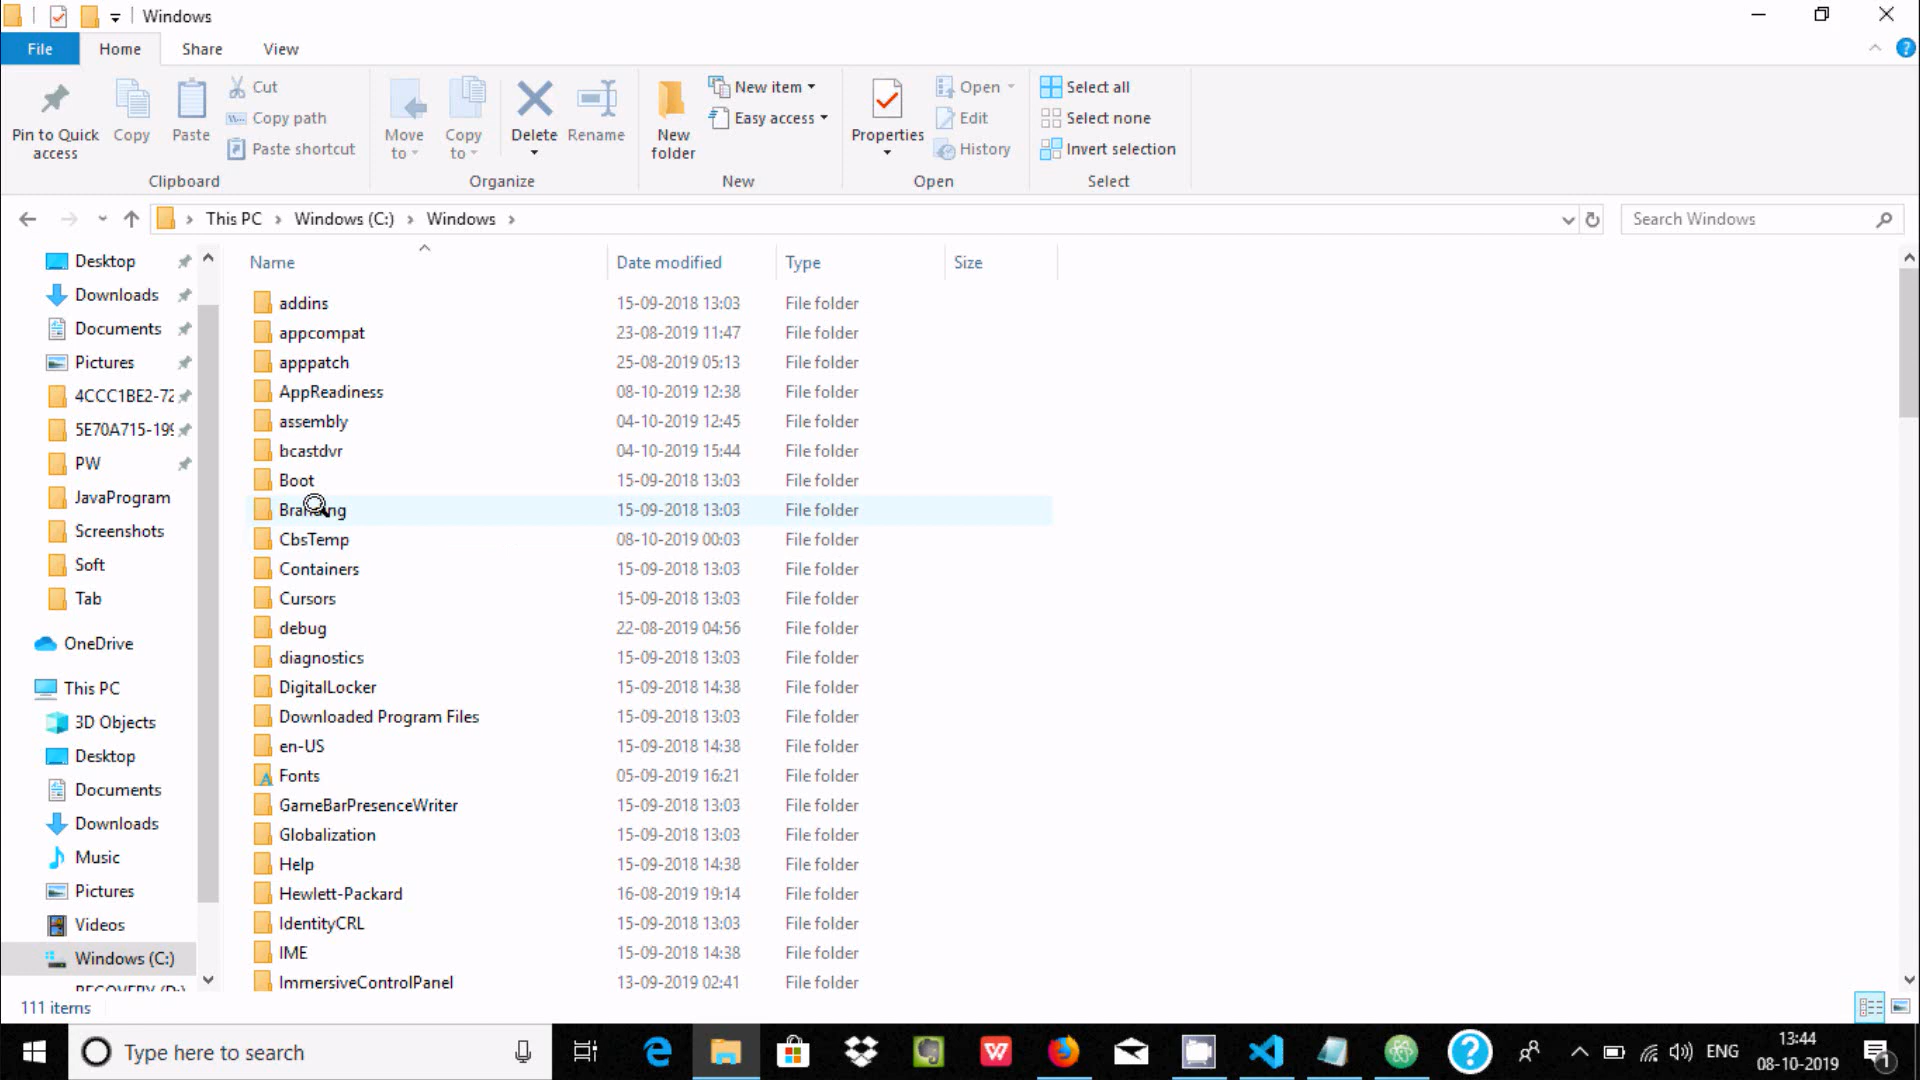 Windows
File Home Share View
Pin to Quick access
Copy
Paste
Cut
Copy path
Paste shortcut
Clipboard
Move to
Copy to
Delete
Rename
Organize
New folder
New item
Easy access
New
Properties
Open
Edit
History
Open
Select all
Select none
Invert selection
Select
This PC Windows (C:) Windows
Search Windows
Desktop
Downloads
Documents
Pictures
4CCC1BE2-72
5E70A715-199
PW
JavaProgram
Screenshots
Soft
Tab
OneDrive
This PC
3D Objects
Desktop
Documents
Downloads
Music
Pictures
Videos
Windows (C:)
RECOVERY (D:)
Name Date modified Type Size
addins 15-09-2018 13:03 File folder
appcompat 23-08-2019 11:47 File folder
apppatch 25-08-2019 05:13 File folder
AppReadiness 08-10-2019 12:38 File folder
assembly 04-10-2019 12:45 File folder
bcastdvr 04-10-2019 15:44 File folder
Boot 15-09-2018 13:03 File folder
Branding 15-09-2018 13:03 File folder
CbsTemp 08-10-2019 00:03 File folder
Containers 15-09-2018 13:03 File folder
Cursors 15-09-2018 13:03 File folder
debug 22-08-2019 04:56 File folder
diagnostics 15-09-2018 13:03 File folder
DigitalLocker 15-09-2018 14:38 File folder
Downloaded Program Files 15-09-2018 13:03 File folder
en-US 15-09-2018 14:38 File folder
Fonts 05-09-2019 16:21 File folder
GameBarPresenceWriter 15-09-2018 13:03 File folder
Globalization 15-09-2018 13:03 File folder
Help 15-09-2018 14:38 File folder
Hewlett-Packard 16-08-2019 19:14 File folder
IdentityCRL 15-09-2018 13:03 File folder
IME 15-09-2018 14:38 File folder
ImmersiveControlPanel 13-09-2019 02:41 File folder
111 items
Type here to search
ENG
13:44
08-10-2019
1